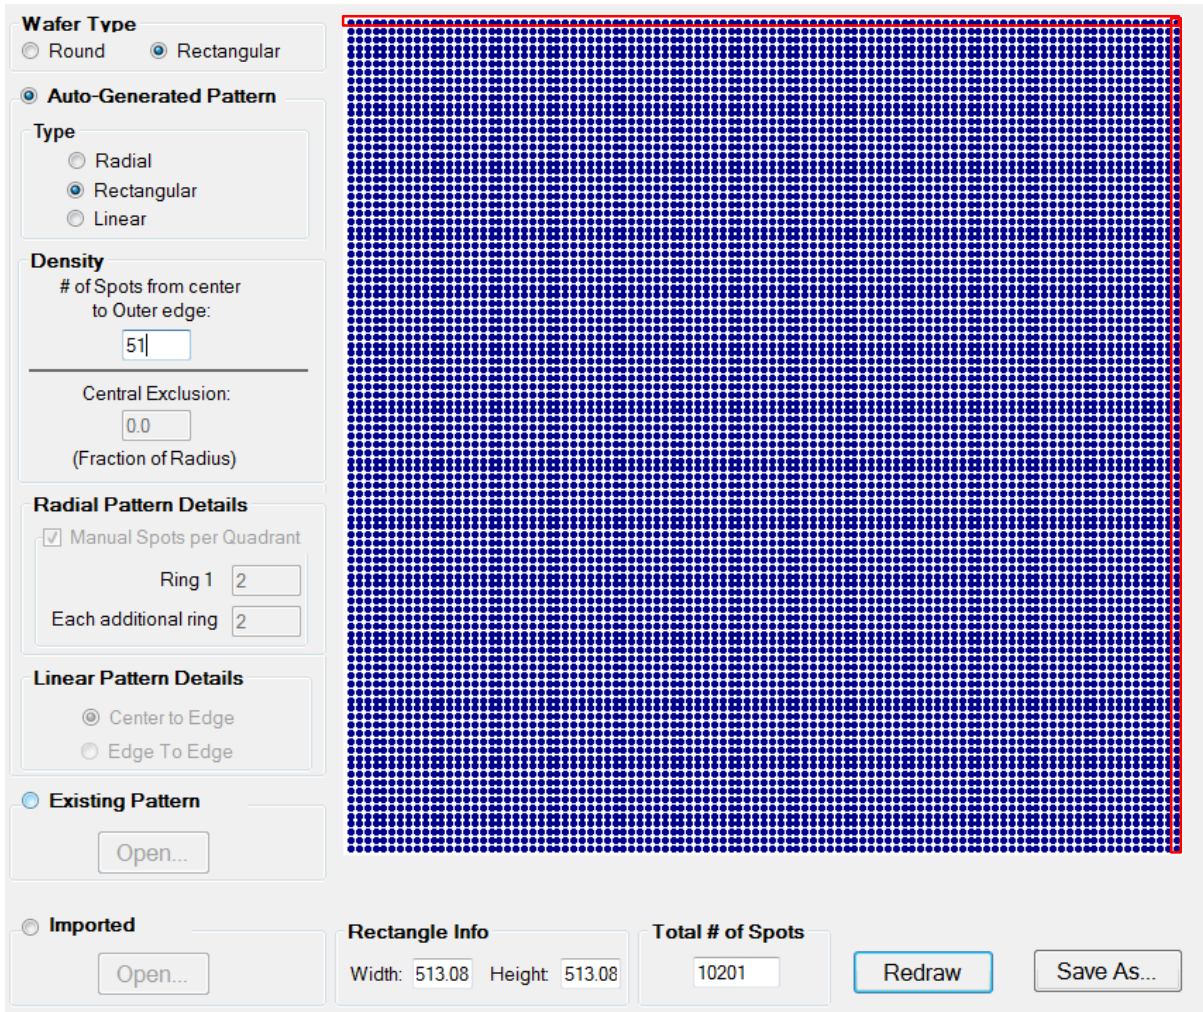 Wafer Type
Round Rectangular
Auto-Generated Pattern
Type
Radial
Rectangular
Linear
Density
# of Spots from center
to Outer edge:
51
Central Exclusion:
0.0
(Fraction of Radius)
Radial Pattern Details
Manual Spots per Quadrant
Ring 1 2
Each additional ring 2
Linear Pattern Details
Center to Edge
Edge To Edge
Existing Pattern
Open...
Imported
Open...
Rectangle Info
Width: 513.08 Height: 513.08
Total # of Spots
10201
Redraw
Save As...